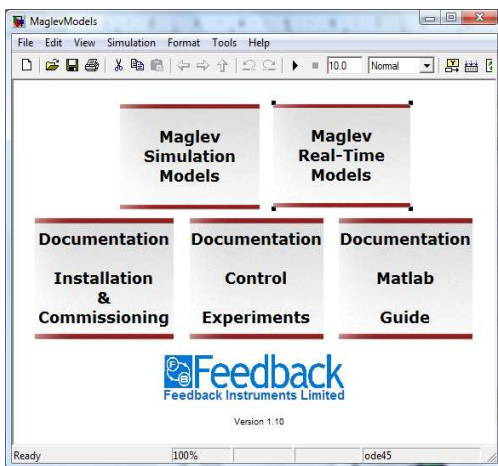 MaglevModels
File Edit View Simulation Format Tools Help
10.0 Normal
Maglev
Simulation
Models
Maglev
Real-Time
Models
Documentation
Installation
&
Commissioning
Documentation
Control
Experiments
Documentation
Matlab
Guide
Feedback
Feedback Instruments Limited
Version 1.10
Ready 100% ode45